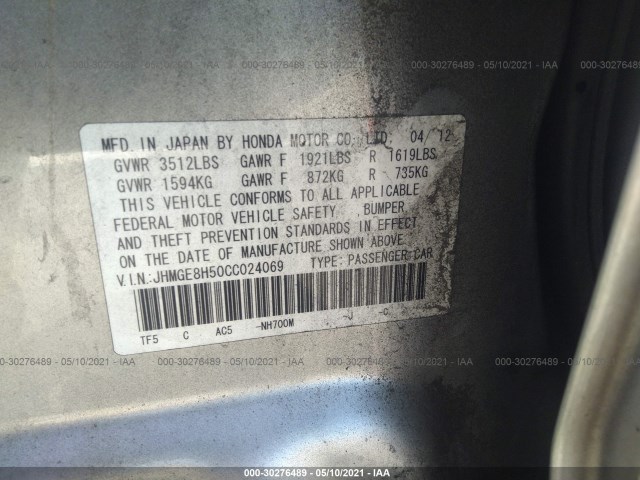 000-30276489 - 05/10/2021 - IAA
MFD. IN JAPAN BY HONDA MOTOR CO., LTD. 04/12
GVWR 3512LBS GAWR F 1921LBS R 1619LBS
GVWR 1594KG GAWR F 872KG R 735KG
THIS VEHICLE CONFORMS TO ALL APPLICABLE
FEDERAL MOTOR VEHICLE SAFETY, BUMPER,
AND THEFT PREVENTION STANDARDS IN EFFECT
ON THE DATE OF MANUFACTURE SHOWN ABOVE.
V.I.N.:JHMGE8H50CC024069 TYPE: PASSENGER CAR
TF5 C AC5 -NH700M -J -C
000-30276489 - 05/10/2021 - IAA
000-30276489 - 05/10/2021 - IAA